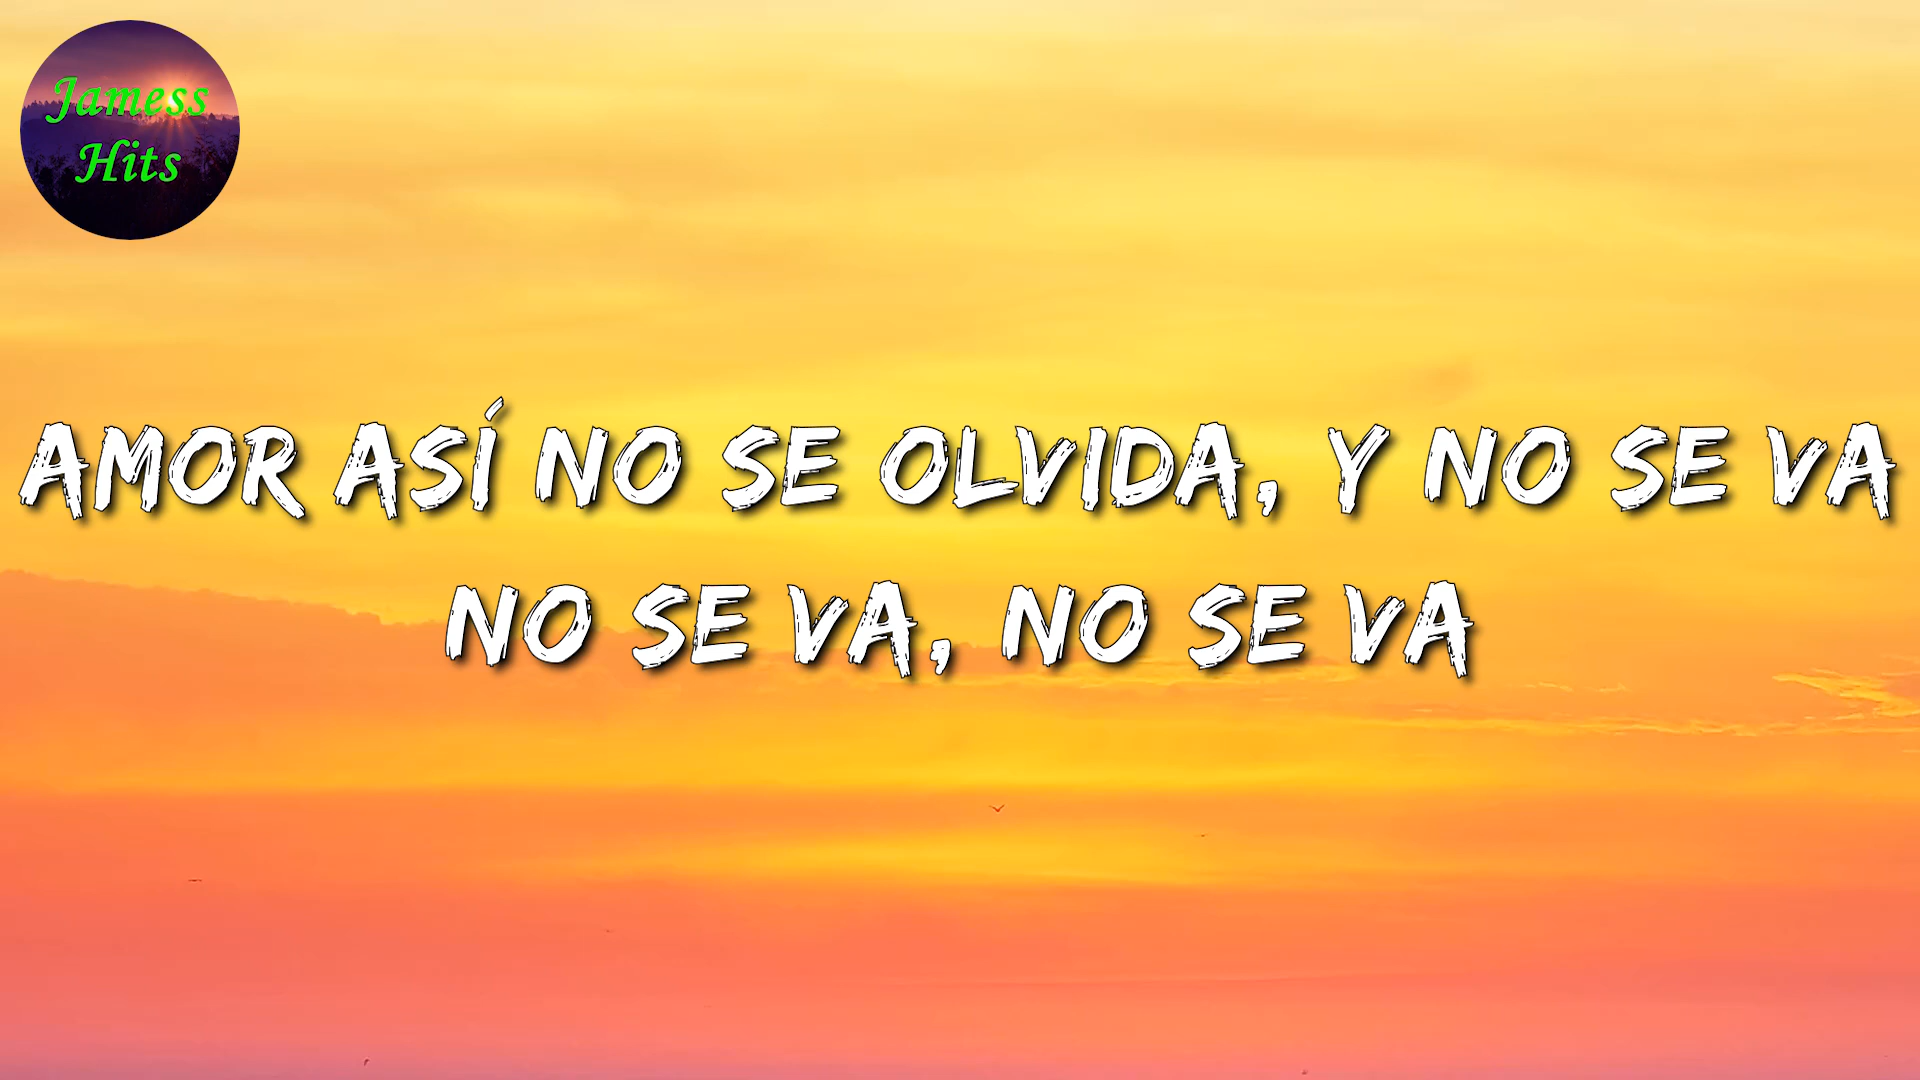 Jamess
Hits
AMOR ASÍ NO SE OLVIDA, Y NO SE VA
NO SE VA, NO SE VA